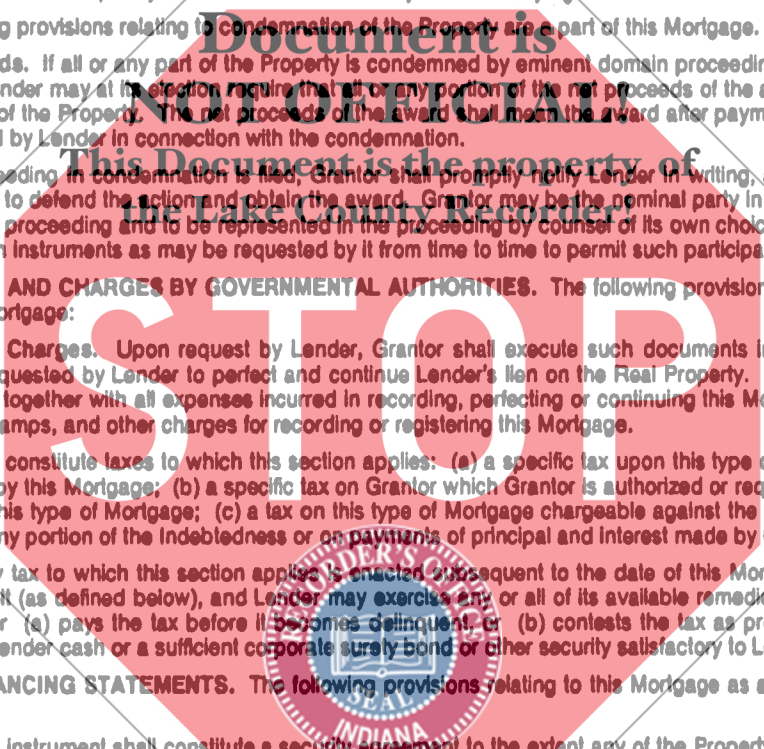 g provisions relating to condemnation of the Property are a part of this Mortgage.
Document is
ds. If all or any part of the Property is condemned by eminent domain proceedin
nder may at its election require that all or any portion of the net proceeds of the a
NOT OFFICIAL!
of the Property. The net proceeds of the award shall mean the award after paym
d by Lender in connection with the condemnation.
This Document is the property of
eding in condemnation is filed, Grantor shall promptly notify Lender in writing,
to defend the action and obtain the award. Grantor may be the nominal party in
the Lake County Recorder!
proceeding and to be represented in the proceeding by counsel of its own choic
instruments as may be requested by it from time to time to permit such participa
AND CHARGES BY GOVERNMENTAL AUTHORITIES. The following provision
ortgage:
STOP
Charges. Upon request by Lender, Grantor shall execute such documents i
quested by Lender to perfect and continue Lender's lien on the Real Property.
together with all expenses incurred in recording, perfecting or continuing this Mo
amps, and other charges for recording or registering this Mortgage.
constitute taxes to which this section applies: (a) a specific tax upon this type
by this Mortgage; (b) a specific tax on Grantor which Grantor is authorized or req
his type of Mortgage; (c) a tax on this type of Mortgage chargeable against the
ny portion of the Indebtedness or on payments of principal and interest made by
y tax to which this section applies is enacted subsequent to the date of this Mor
lt (as defined below), and Lender may exercise any or all of its available remedi
r (a) pays the tax before it becomes delinquent, or (b) contests the tax as pr
ender cash or a sufficient corporate surety bond or other security satisfactory to L
RECORDER'S OFFICE
SEAL
INDIANA
ANCING STATEMENTS. The following provisions relating to this Mortgage as a
instrument shall constitute a security agreement to the extent any of the Propert